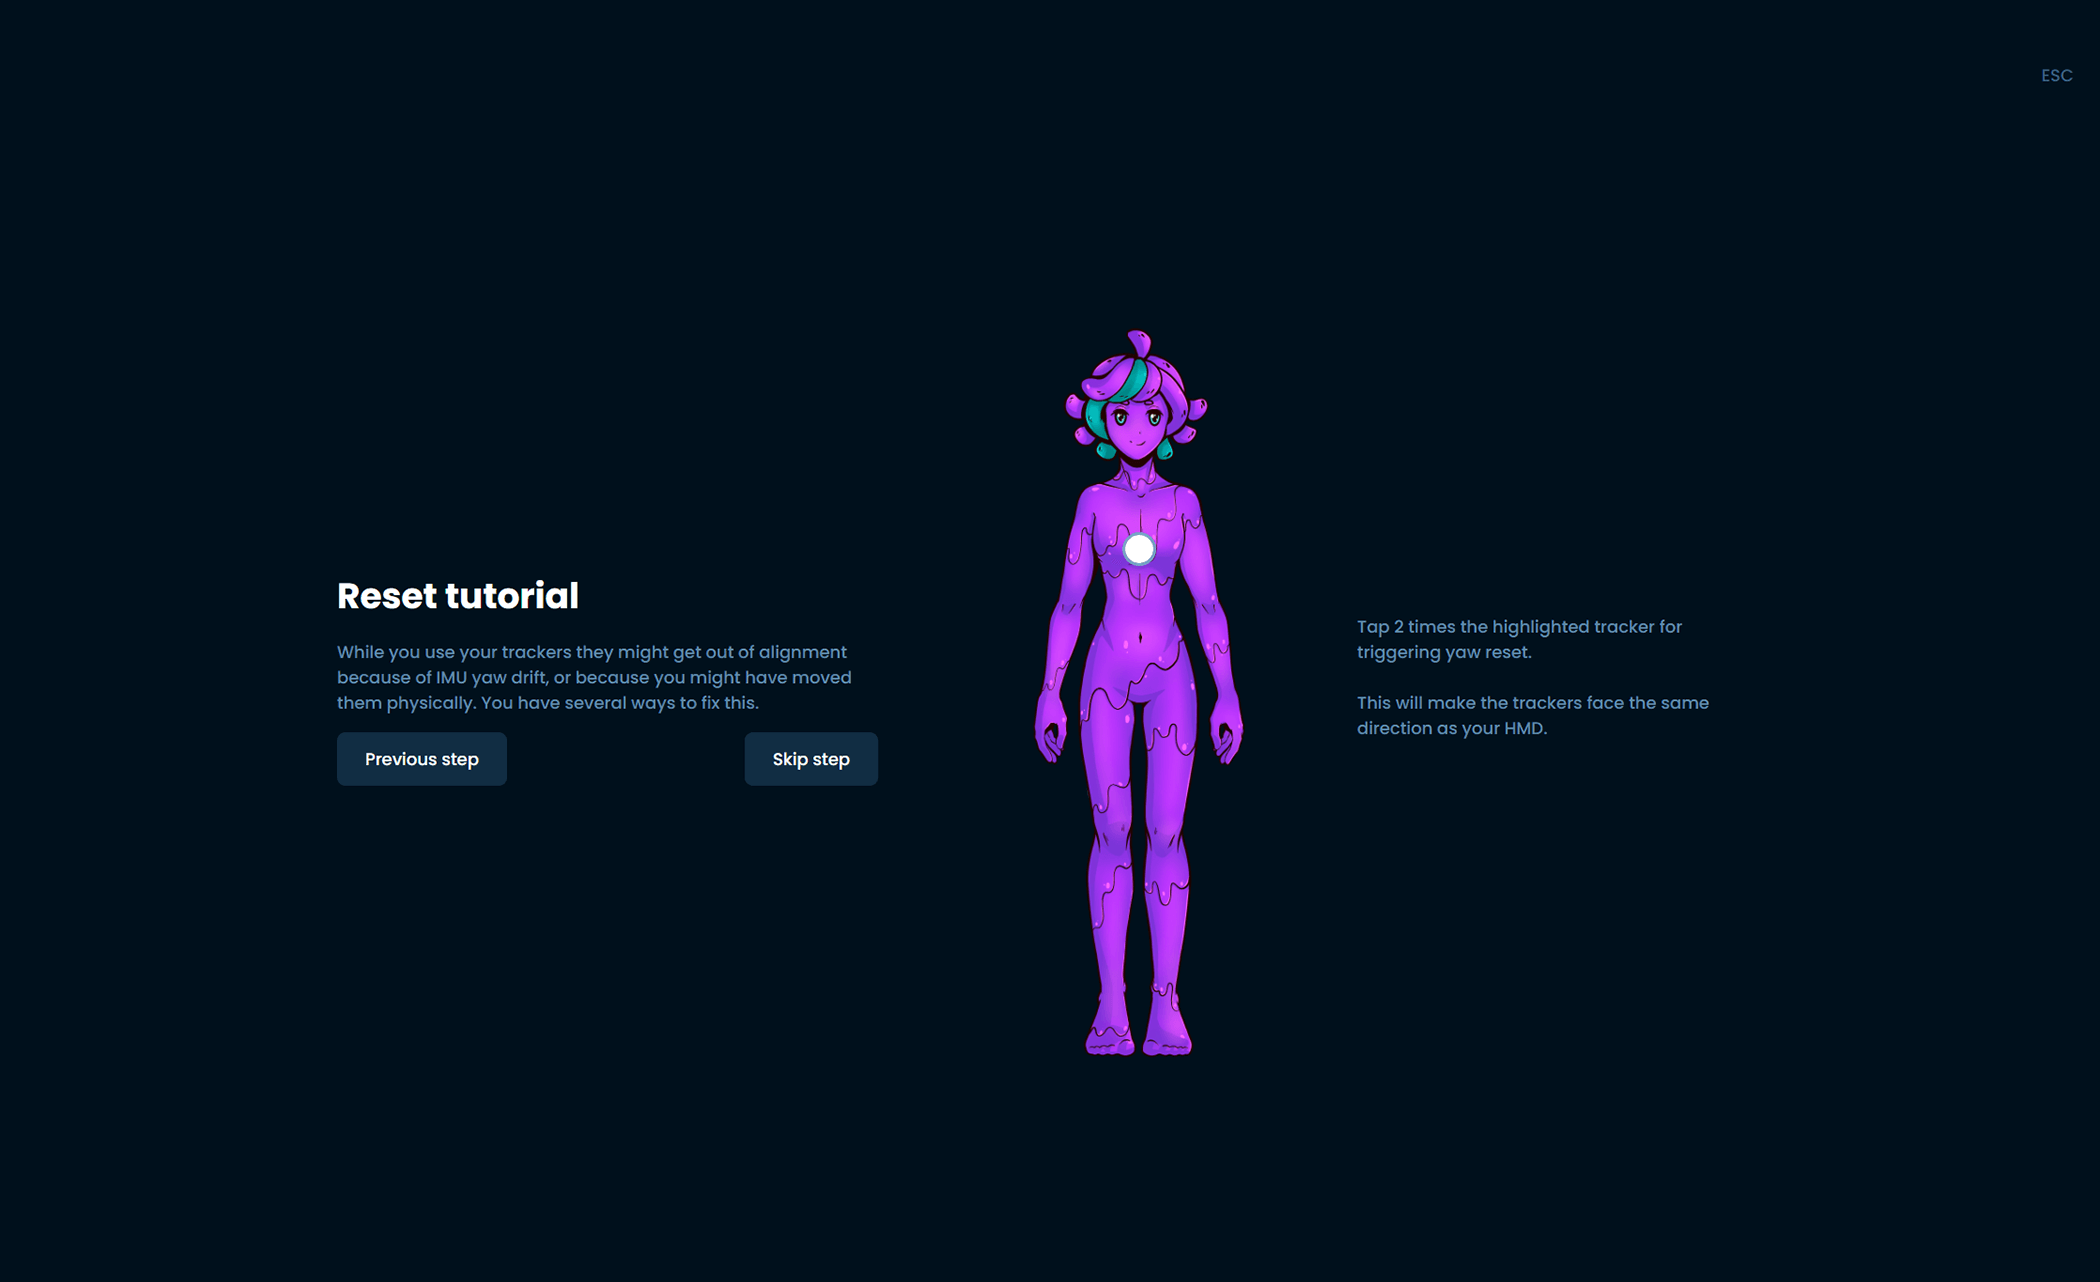 ESC
Reset tutorial
While you use your trackers they might get out of alignment
because of IMU yaw drift, or because you might have moved
them physically. You have several ways to fix this.
Previous step
Skip step
Tap 2 times the highlighted tracker for
triggering yaw reset.
This will make the trackers face the same
direction as your HMD.